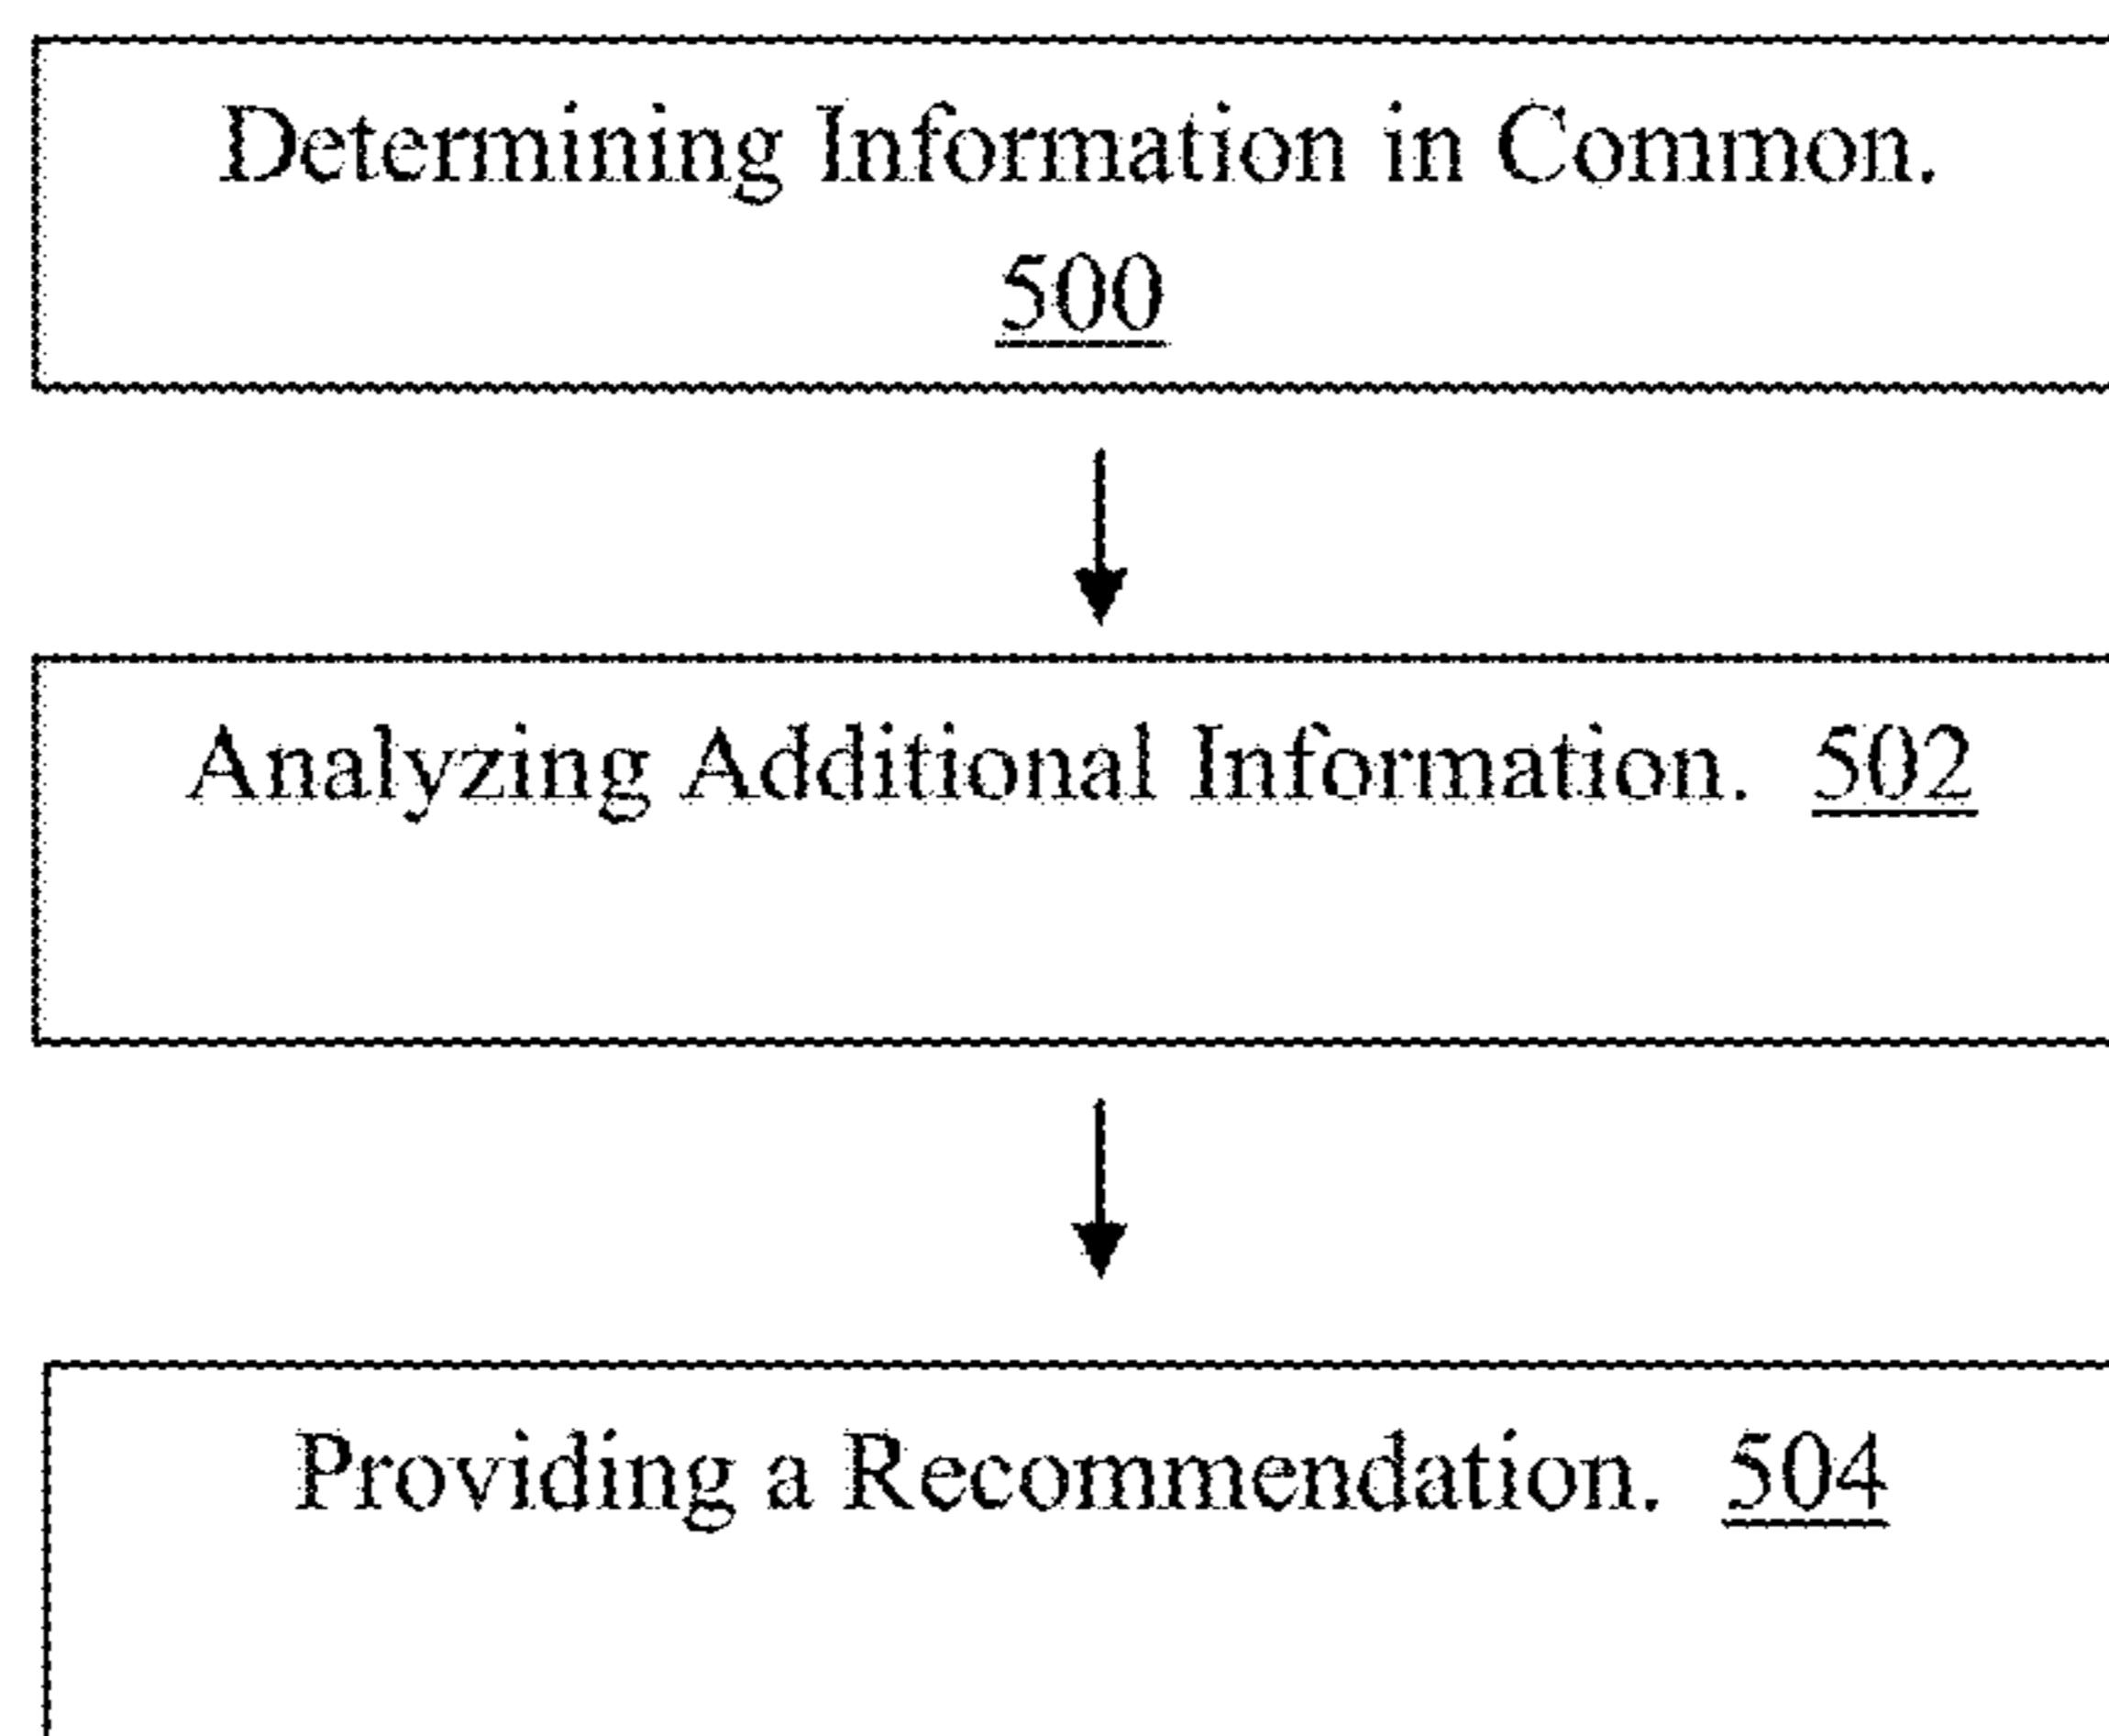 Determining Information in Common.
500
Analyzing Additional Information. 502
Providing a Recommendation. 504